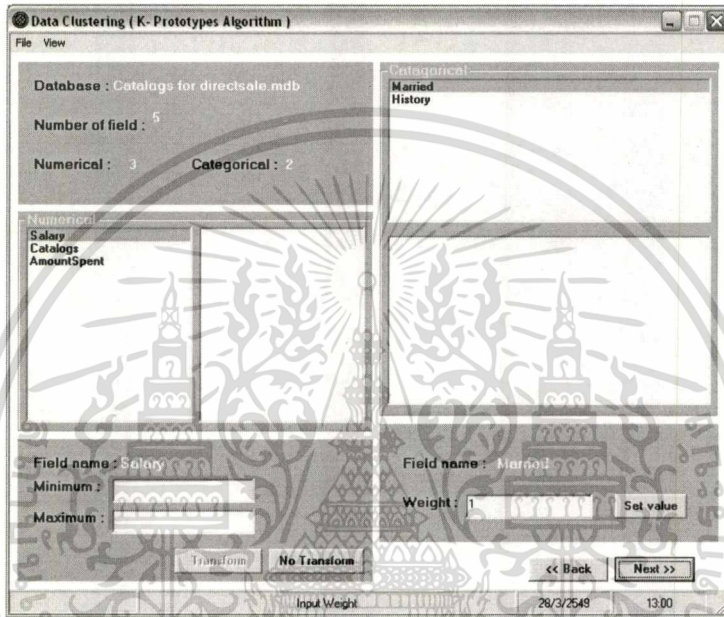 Data Clustering ( K- Prototypes Algorithm )
File View
Database : Catalogs for directsale.mdb
Number of field : 5
Numerical : 3 Categorical : 2
Catagorical
Married
History
Numerical
Salary
Catalogs
AmountSpent
Field name : Salary
Minimum :
Maximum :
Transform No Transform
Field name : Married
Weight : 1 Set value
<< Back Next >>
Input Weight 28/3/2549 13:00